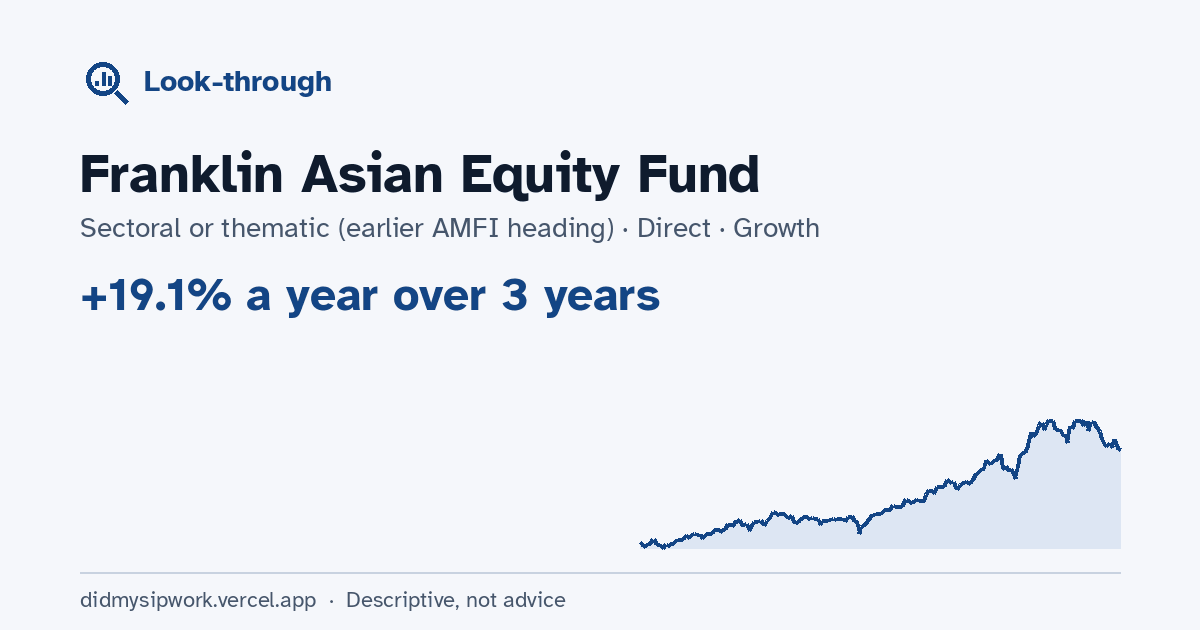 Look-through
Franklin Asian Equity Fund
Sectoral or thematic (earlier AMFI heading) · Direct · Growth
+19.1% a year over 3 years
didmysipwork.vercel.app · Descriptive, not advice